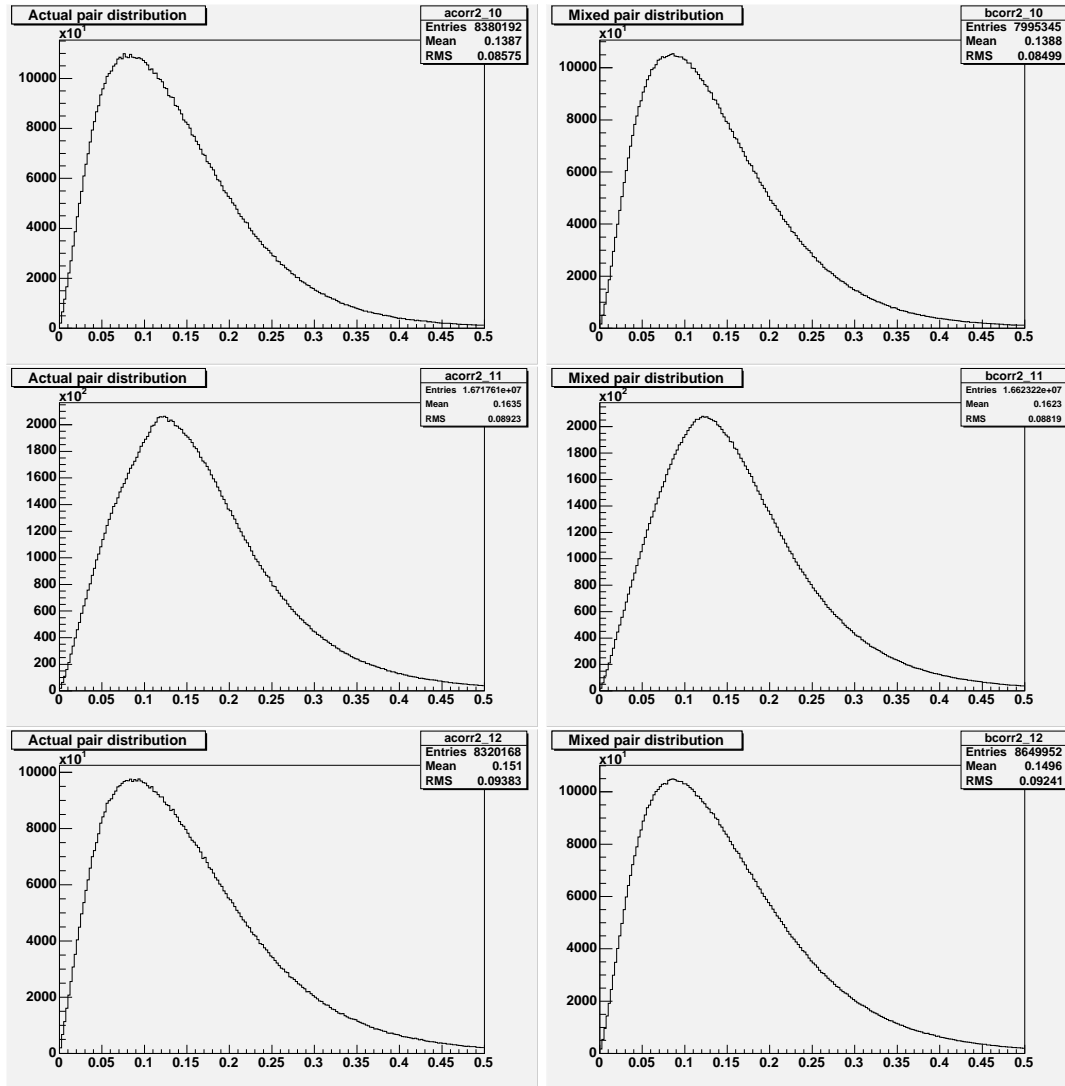 Actual pair distribution
acorr2_10
Entries 8380192
Mean 0.1387
RMS 0.08575
x10^1
10000
8000
6000
4000
2000
0
0 0.05 0.1 0.15 0.2 0.25 0.3 0.35 0.4 0.45 0.5
Mixed pair distribution
bcorr2_10
Entries 7995345
Mean 0.1388
RMS 0.08499
x10^1
10000
8000
6000
4000
2000
0
0 0.05 0.1 0.15 0.2 0.25 0.3 0.35 0.4 0.45 0.5
Actual pair distribution
acorr2_11
Entries 1.671761e+07
Mean 0.1635
RMS 0.08923
x10^2
2000
1800
1600
1400
1200
1000
800
600
400
200
0
0 0.05 0.1 0.15 0.2 0.25 0.3 0.35 0.4 0.45 0.5
Mixed pair distribution
bcorr2_11
Entries 1.662322e+07
Mean 0.1623
RMS 0.08819
x10^2
2000
1800
1600
1400
1200
1000
800
600
400
200
0
0 0.05 0.1 0.15 0.2 0.25 0.3 0.35 0.4 0.45 0.5
Actual pair distribution
acorr2_12
Entries 8320168
Mean 0.151
RMS 0.09383
x10^1
10000
8000
6000
4000
2000
0
0 0.05 0.1 0.15 0.2 0.25 0.3 0.35 0.4 0.45 0.5
Mixed pair distribution
bcorr2_12
Entries 8649952
Mean 0.1496
RMS 0.09241
x10^1
10000
8000
6000
4000
2000
0
0 0.05 0.1 0.15 0.2 0.25 0.3 0.35 0.4 0.45 0.5